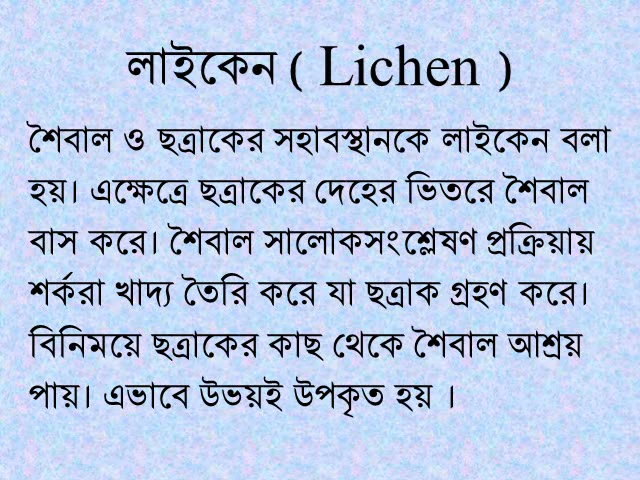 লাইকেন ( Lichen )
শৈবাল ও ছত্রাকের সহাবস্থানকে লাইকেন বলা
হয়। এক্ষেত্রে ছত্রাকের দেহের ভিতরে শৈবাল
বাস করে। শৈবাল সালোকসংশ্লেষণ প্রক্রিয়ায়
শর্করা খাদ্য তৈরি করে যা ছত্রাক গ্রহণ করে।
বিনিময়ে ছত্রাকের কাছ থেকে শৈবাল আশ্রয়
পায়। এভাবে উভয়ই উপকৃত হয় ।